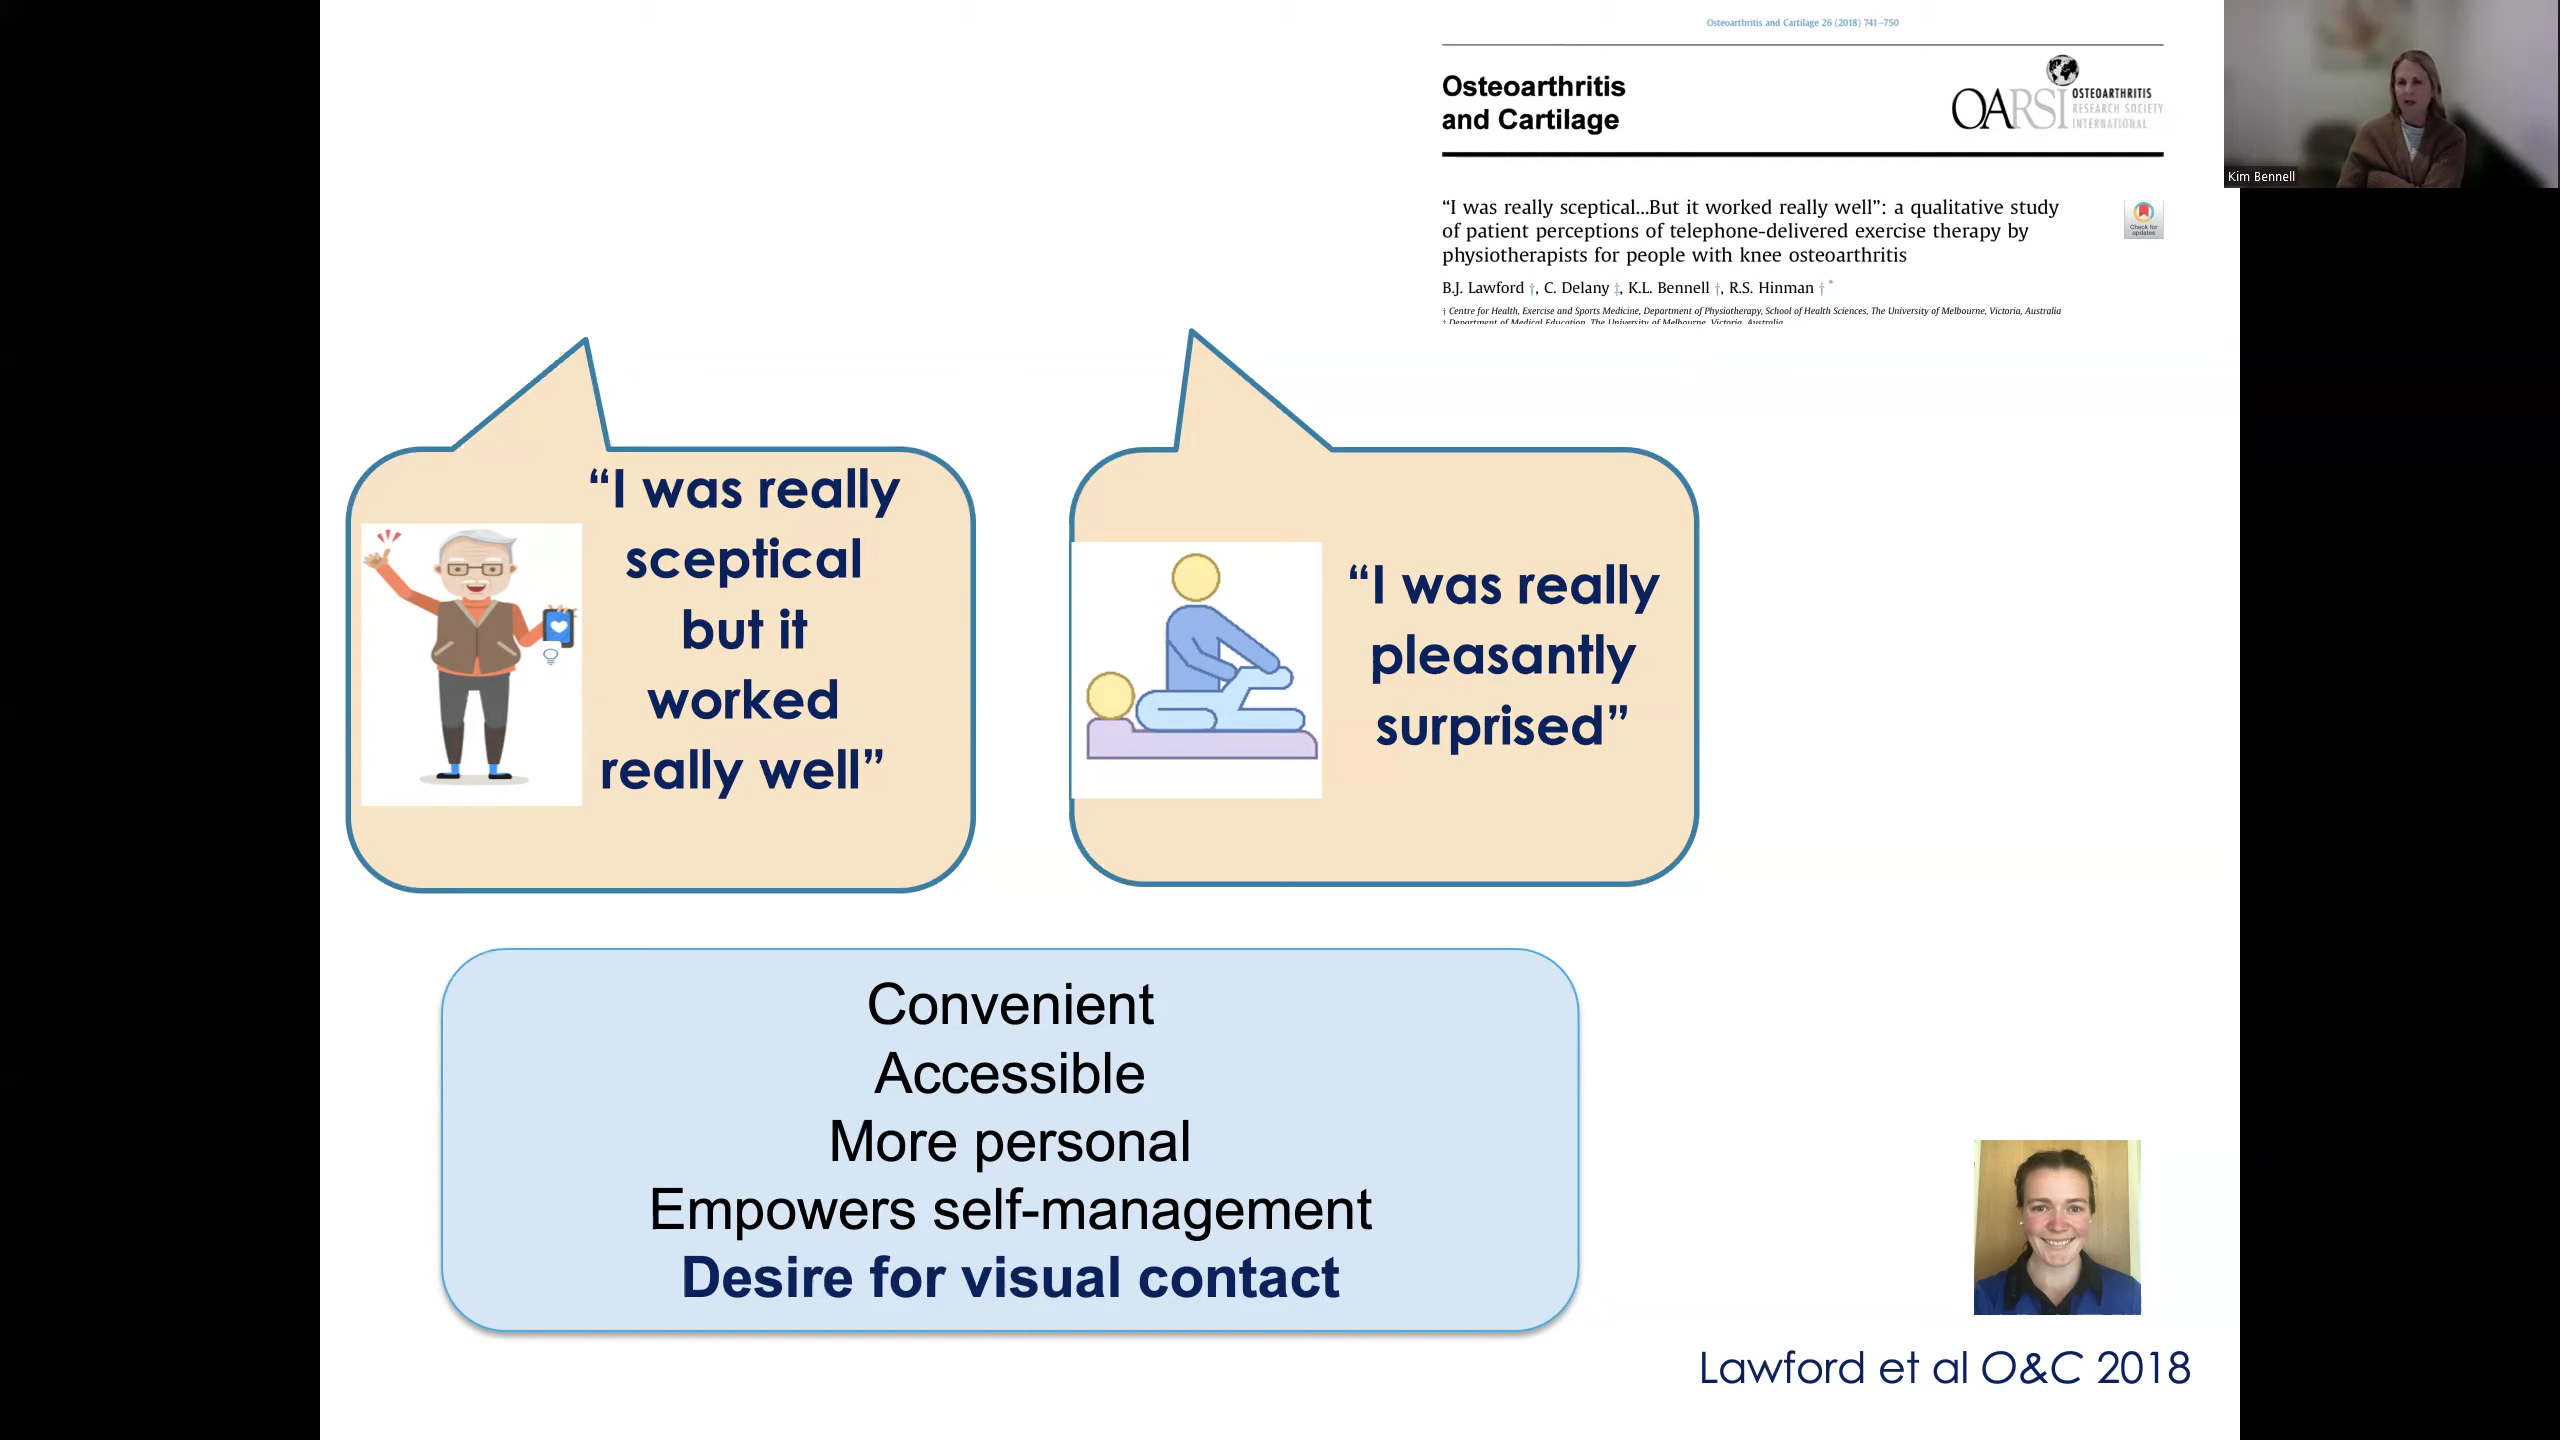 Osteoarthritis and Cartilage 26 (2018) 741–750
Osteoarthritis
and Cartilage
OARSI
OSTEOARTHRITIS
RESEARCH SOCIETY
INTERNATIONAL
Kim Bennell
“I was really sceptical...But it worked really well”: a qualitative study
of patient perceptions of telephone-delivered exercise therapy by
physiotherapists for people with knee osteoarthritis
Check for
updates
B.J. Lawford †, C. Delany ‡, K.L. Bennell †, R.S. Hinman † *
† Centre for Health, Exercise and Sports Medicine, Department of Physiotherapy, School of Health Sciences, The University of Melbourne, Victoria, Australia
‡ Department of Medical Education, The University of Melbourne, Victoria, Australia
“I was really
sceptical
but it
worked
really well”
“I was really
pleasantly
surprised”
Convenient
Accessible
More personal
Empowers self-management
Desire for visual contact
Lawford et al O&C 2018